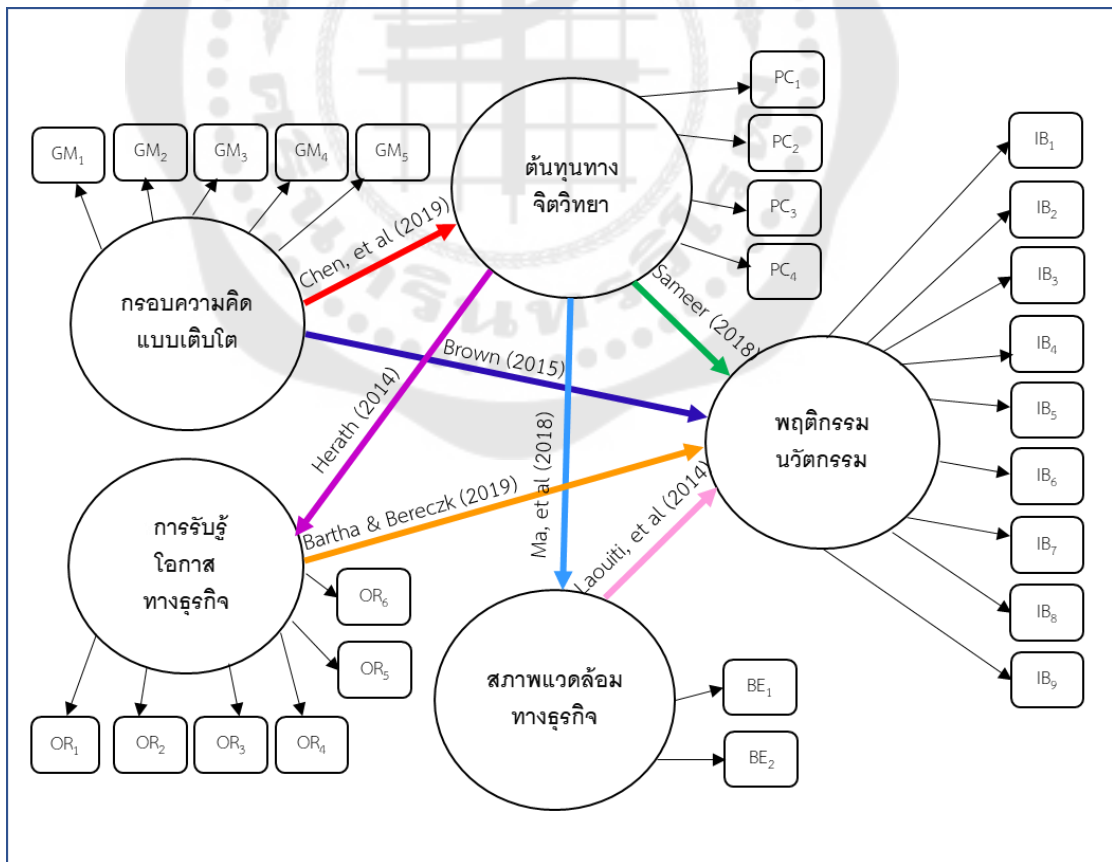 GM1
GM2
GM3
GM4
GM5
กรอบความคิด
แบบเติบโต
Chen, et al (2019)
ต้นทุนทาง
จิตวิทยา
PC1
PC2
PC3
PC4
Sameer (2018)
Brown (2015)
Herath (2014)
Ma, et al (2018)
Bartha & Bereczk (2019)
Laouiti, et al (2014)
พฤติกรรม
นวัตกรรม
IB1
IB2
IB3
IB4
IB5
IB6
IB7
IB8
IB9
การรับรู้
โอกาส
ทางธุรกิจ
OR6
OR5
OR1
OR2
OR3
OR4
สภาพแวดล้อม
ทางธุรกิจ
BE1
BE2